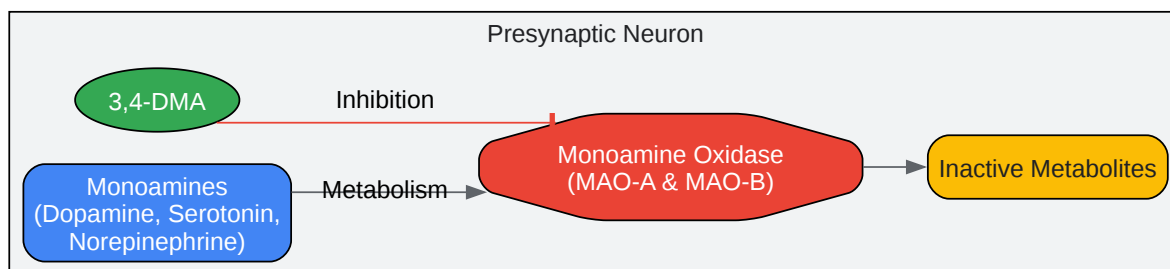 Presynaptic Neuron
3,4-DMA
Inhibition
Monoamines
(Dopamine, Serotonin,
Norepinephrine)
Metabolism
Monoamine Oxidase
(MAO-A & MAO-B)
Inactive Metabolites